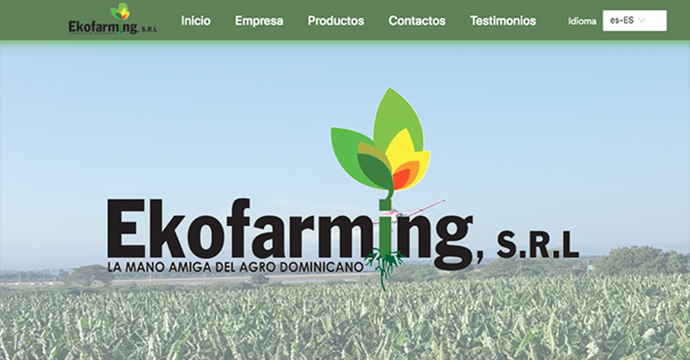 Ekofarming, S.R.L
Inicio Empresa Productos Contactos Testimonios Idioma es-ES
Ekofarming, S.R.L
LA MANO AMIGA DEL AGRO DOMINICANO